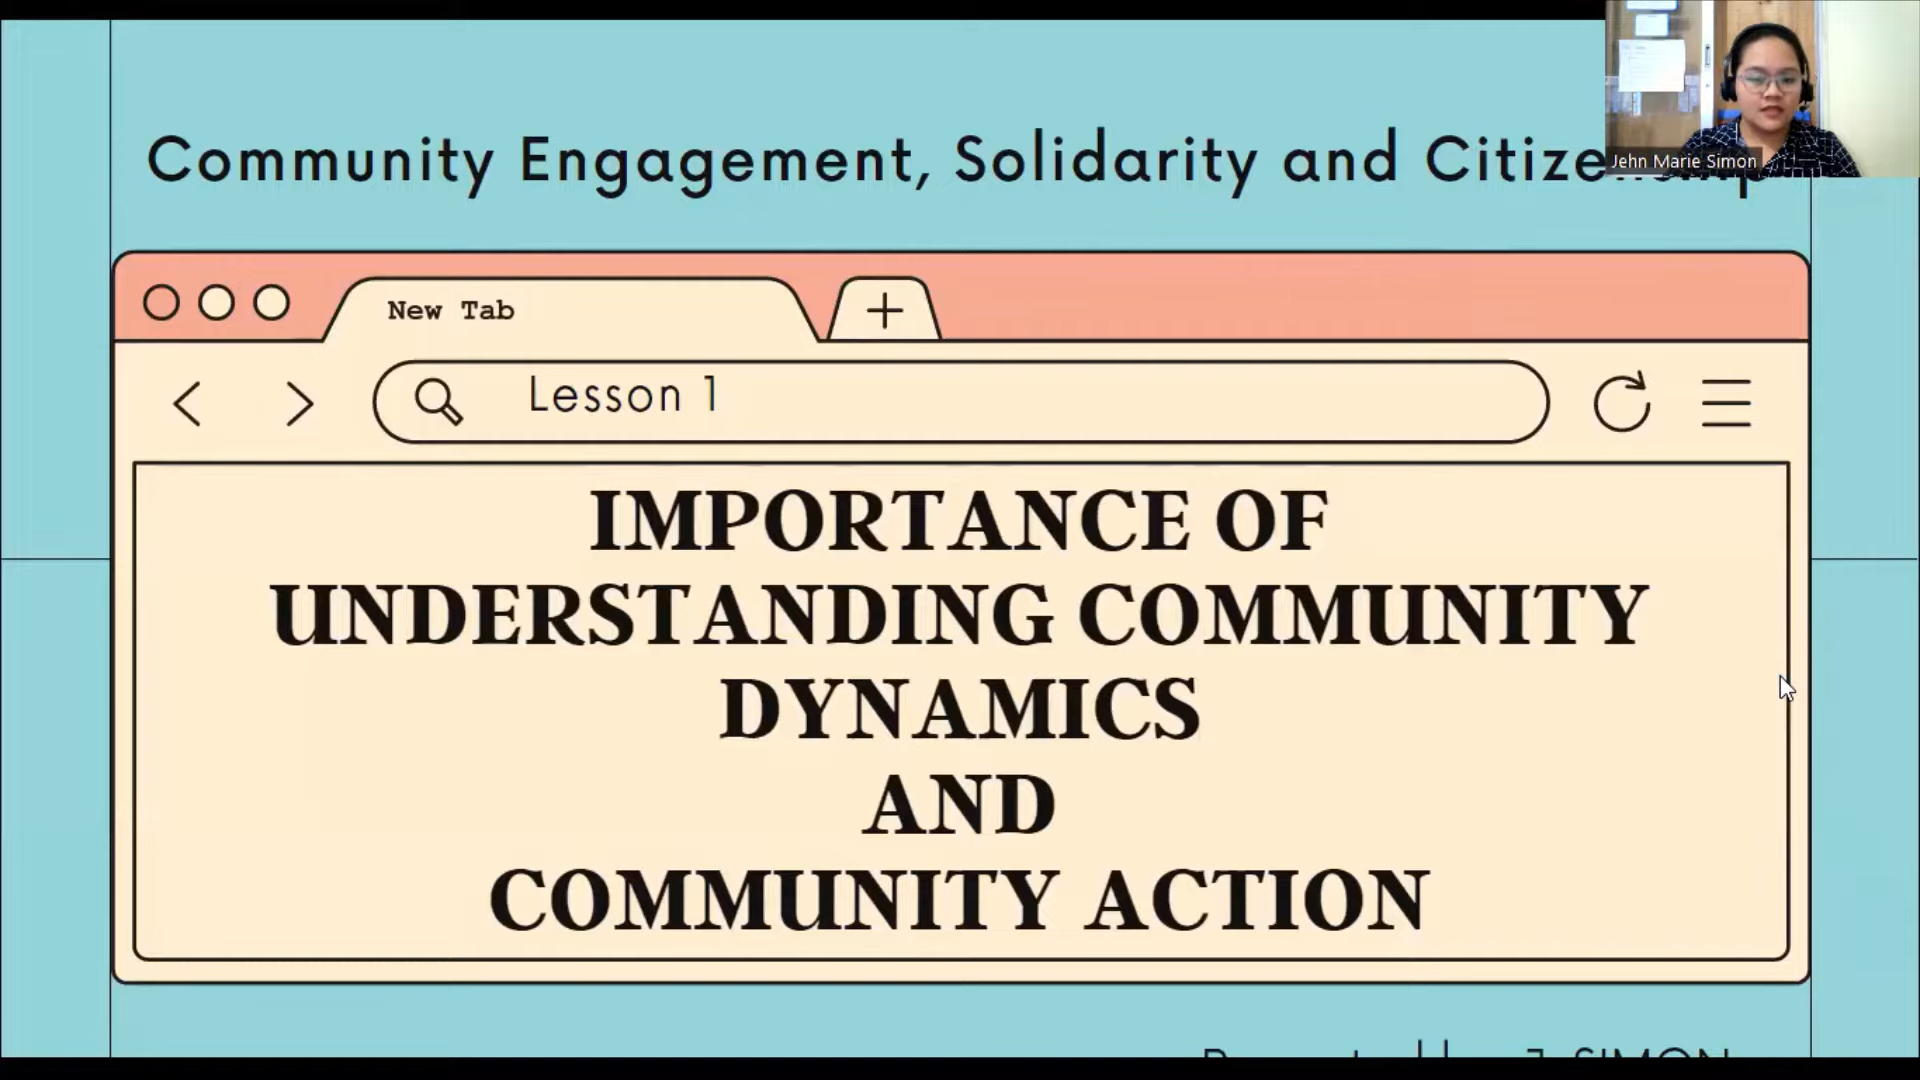 Community Engagement, Solidarity and
Jehn Marie Simon
New Tab
Lesson 1
IMPORTANCE OF
UNDERSTANDING COMMUNITY
DYNAMICS
AND
COMMUNITY ACTION